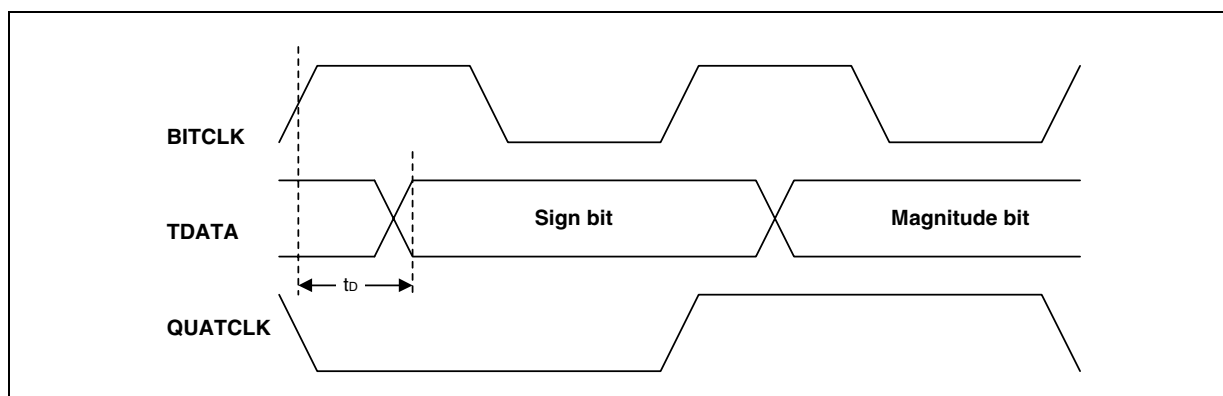 BITCLK
Sign bit
Magnitude bit
TDATA
tD
QUATCLK